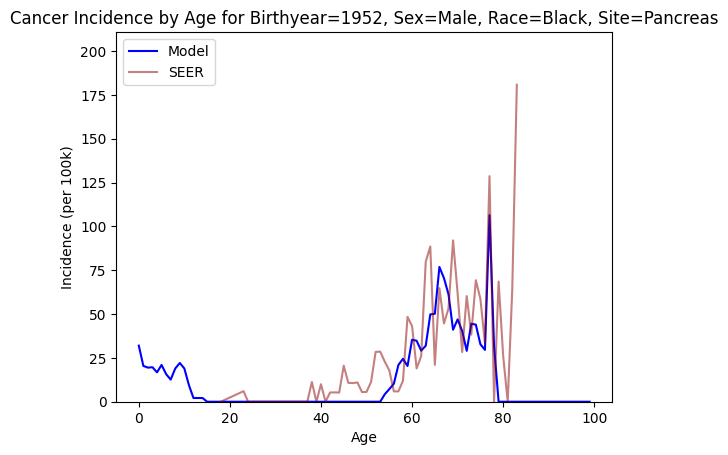 Cancer Incidence by Age for Birthyear=1952, Sex=Male, Race=Black, Site=Pancreas
Model
SEER
Incidence (per 100k)
200
175
150
125
100
75
50
25
0
0 20 40 60 80 100
Age